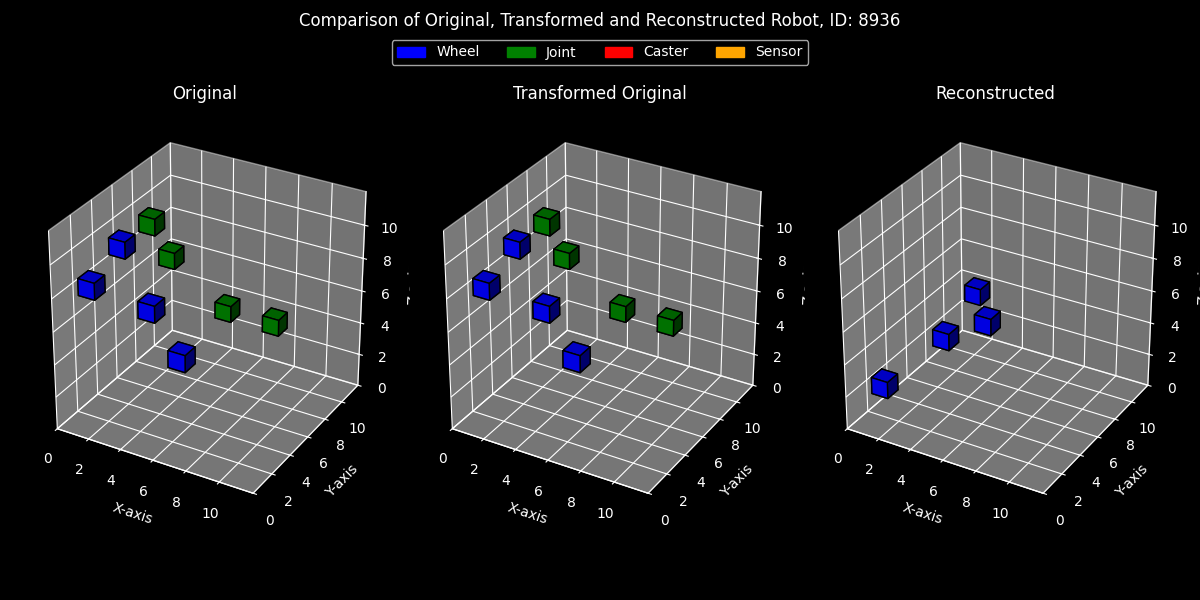 Comparison of Original, Transformed and Reconstructed Robot, ID: 8936
Wheel Joint Caster Sensor
Original Transformed Original Reconstructed
10 8 6 4 2 0
10 8 6 4 2 0
0 2 4 6 8 10
X-axis
Y-axis
10 8 6 4 2 0
10 8 6 4 2 0
0 2 4 6 8 10
X-axis
Y-axis
10 8 6 4 2 0
10 8 6 4 2 0
0 2 4 6 8 10
X-axis
Y-axis